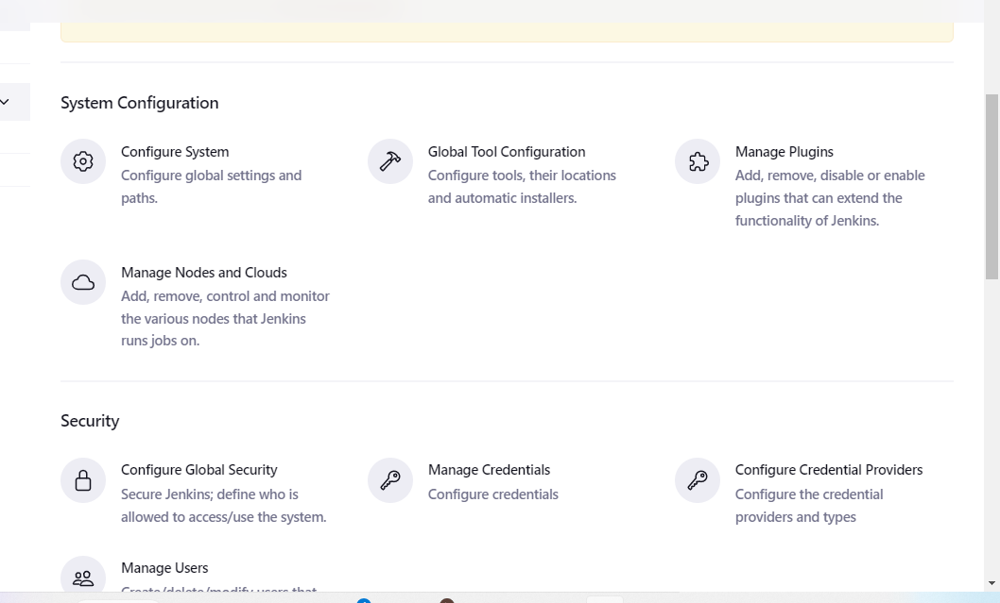 System Configuration
Configure System
Configure global settings and
paths.
Global Tool Configuration
Configure tools, their locations
and automatic installers.
Manage Plugins
Add, remove, disable or enable
plugins that can extend the
functionality of Jenkins.
Manage Nodes and Clouds
Add, remove, control and monitor
the various nodes that Jenkins
runs jobs on.
Security
Configure Global Security
Secure Jenkins; define who is
allowed to access/use the system.
Manage Credentials
Configure credentials
Configure Credential Providers
Configure the credential
providers and types
Manage Users
Create/delete/modify users that